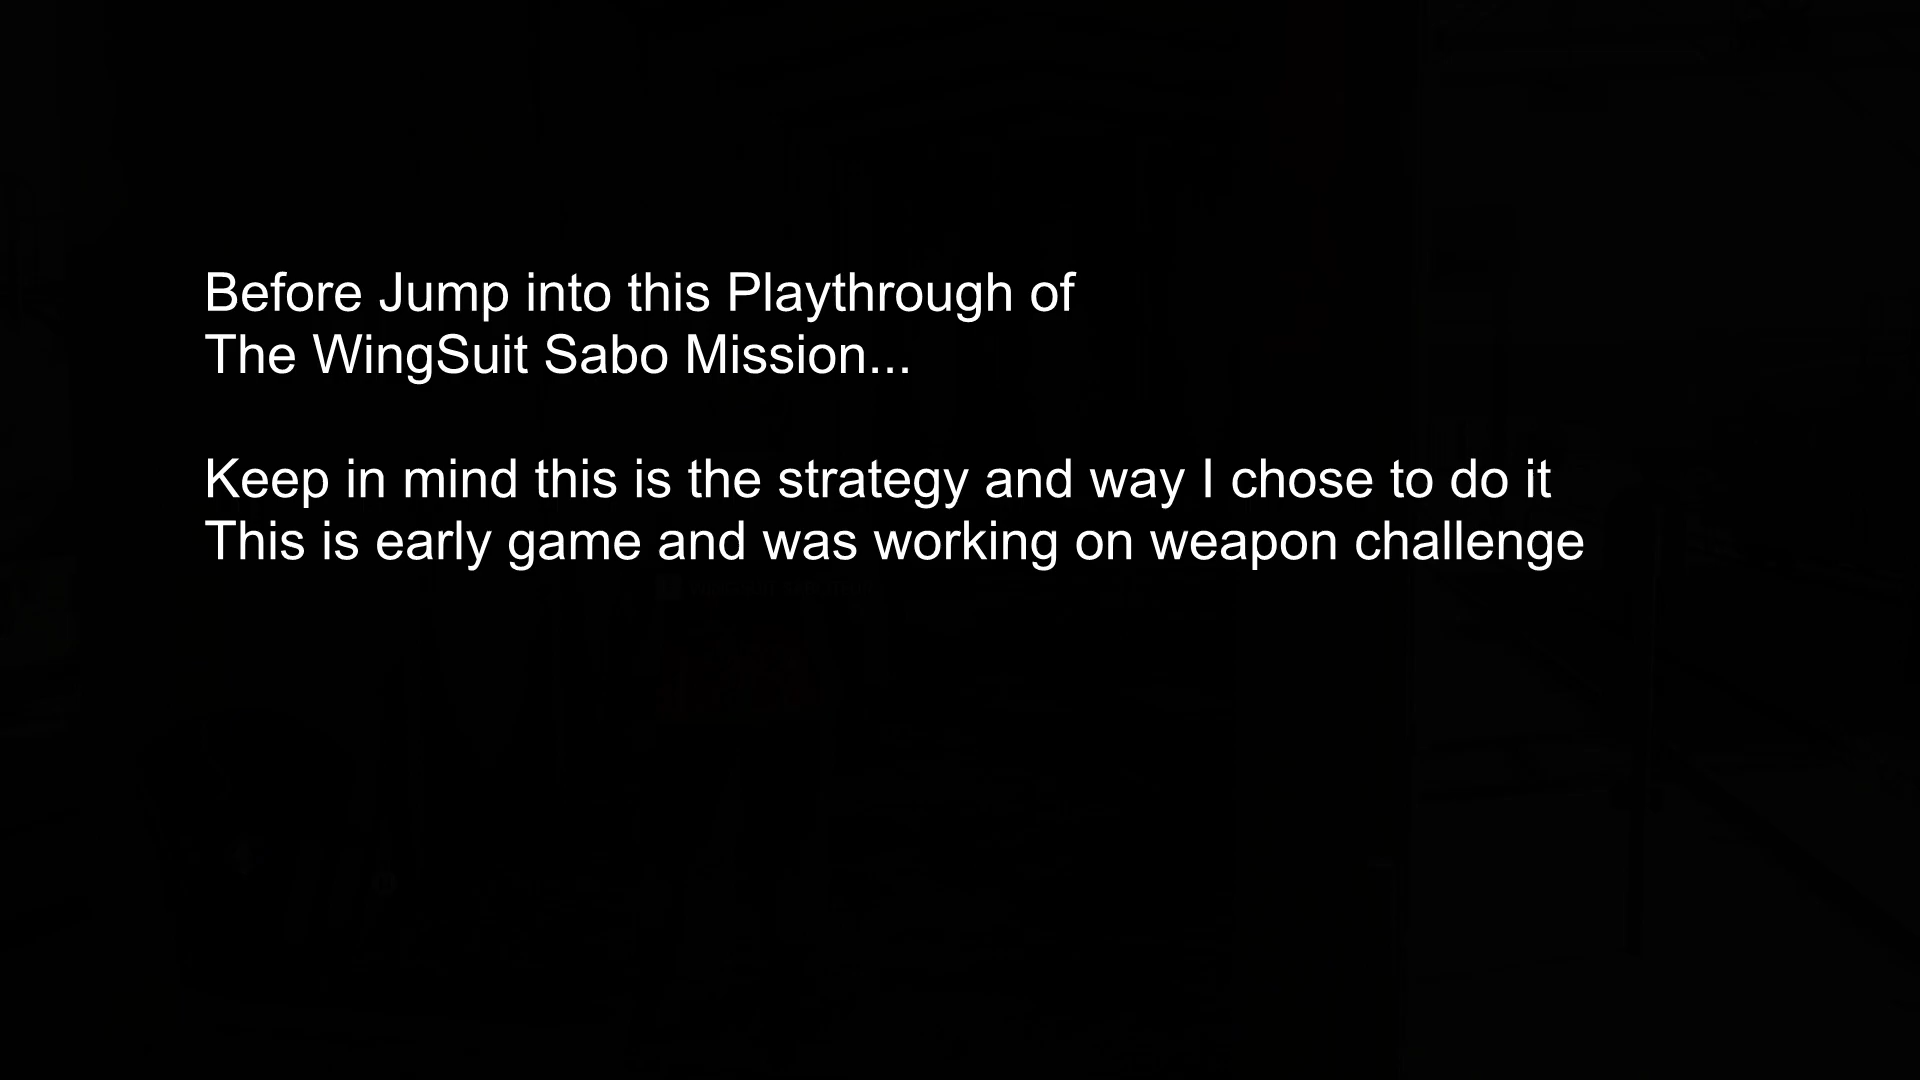 Before Jump into this Playthrough of
The WingSuit Sabo Mission...
Keep in mind this is the strategy and way I chose to do it
This is early game and was working on weapon challenge